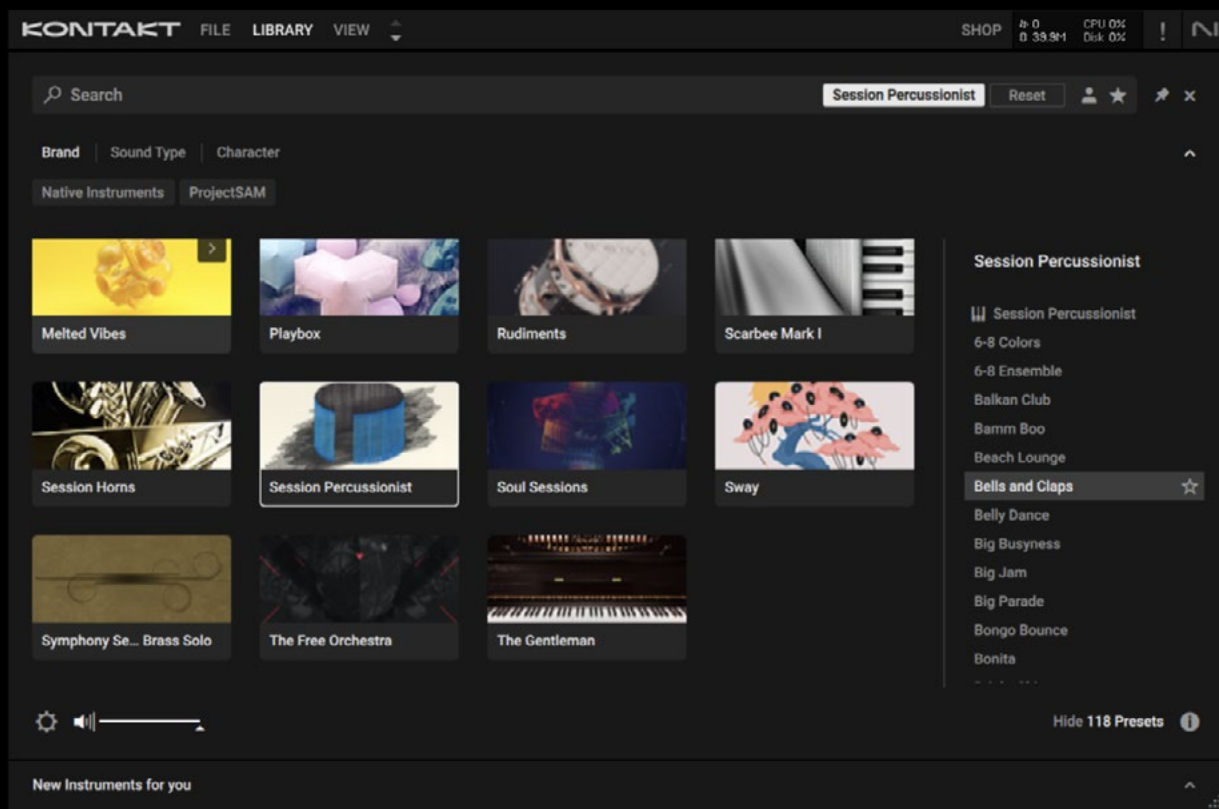 KONTAKT FILE LIBRARY VIEW SHOP 0 CPU 0%
0 39.9M Disk 0% !
Search Session Percussionist Reset
Brand Sound Type Character
Native Instruments ProjectSAM
Melted Vibes Playbox Rudiments Scarbee Mark I
Session Horns Session Percussionist Soul Sessions Sway
Symphony Se... Brass Solo The Free Orchestra The Gentleman
Session Percussionist
Session Percussionist
6-8 Colors
6-8 Ensemble
Balkan Club
Bamm Boo
Beach Lounge
Bells and Claps
Belly Dance
Big Busyness
Big Jam
Big Parade
Bongo Bounce
Bonita
Hide 118 Presets
New Instruments for you